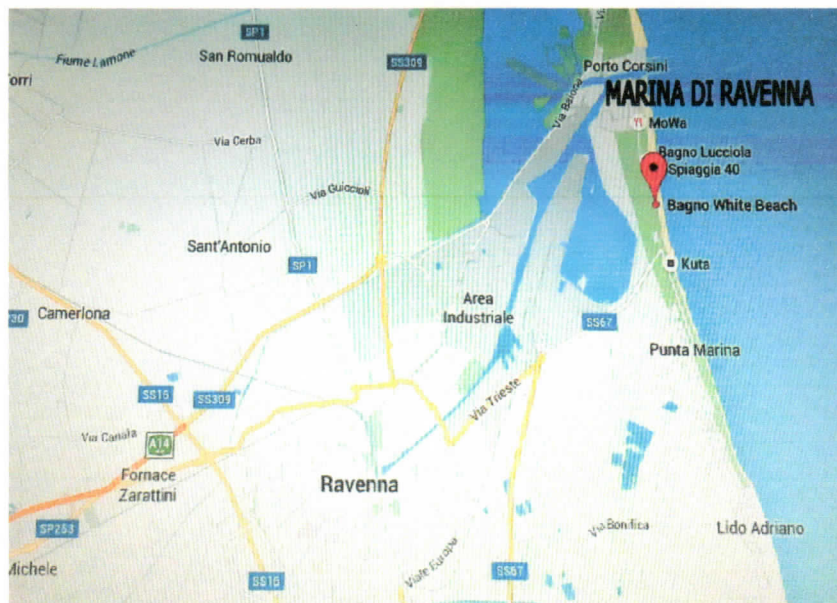 SP1
Fiume Lamone
San Romualdo
SS309
Via
Porto Corsini
MARINA DI RAVENNA
Via Baiona
MoWa
Via Cerba
Bagno Lucciola
Spiaggia 40
Via Guiccioli
Bagno White Beach
Sant'Antonio
SP1
Kuta
Area
Industriale
Camerlona
SS67
Punta Marina
SS16
SS309
Via Trieste
Via Canala
A14
Fornace
Zarattini
Ravenna
SP253
Lido Adriano
Michele
SS16
Viale Europa
SS67